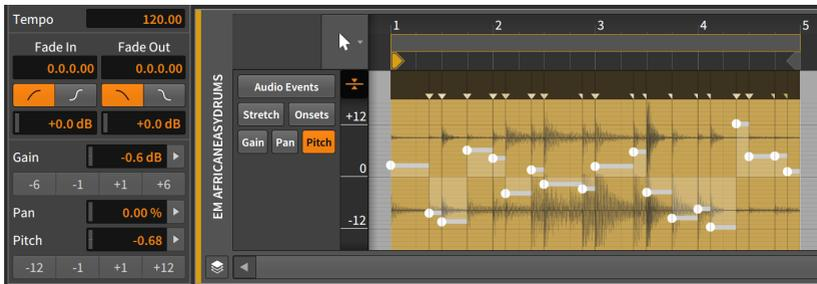 Tempo 120.00
Fade In Fade Out
0.0.0.00 0.0.0.00
+0.0 dB +0.0 dB
Gain -0.6 dB
-6 -1 +1 +6
Pan 0.00 %
Pitch -0.68
-12 -1 +1 +12
EM AFRICANEASYDRUMS
Audio Events
Stretch Onsets
Gain Pan Pitch
1 2 3 4 5
+12
0
-12